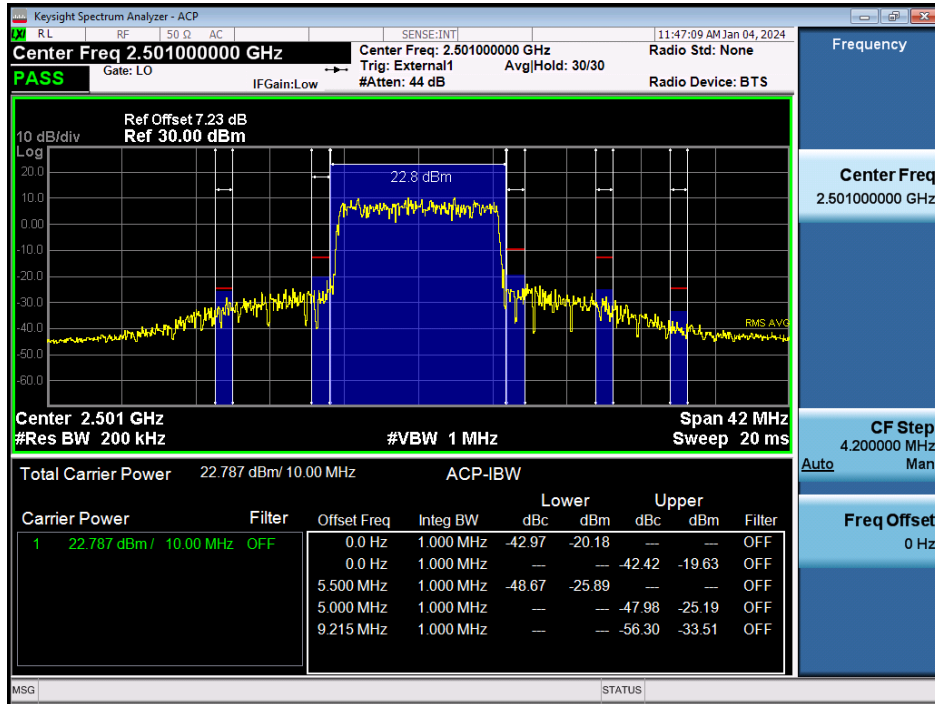 Keysight Spectrum Analyzer - ACP
LXI RL RF 50 Ω AC SENSE:INT 11:47:09 AM Jan 04, 2024
Center Freq 2.501000000 GHz
Center Freq: 2.501000000 GHz
Radio Std: None
Gate: LO
Trig: External1 Avg|Hold: 30/30
PASS
IFGain:Low
#Atten: 44 dB
Radio Device: BTS
Ref Offset 7.23 dB
10 dB/div Ref 30.00 dBm
Log
20.0
22.8 dBm
10.0
0.00
-10.0
-20.0
-30.0
-40.0
RMS AVG
-50.0
-60.0
Center 2.501 GHz Span 42 MHz
#Res BW 200 kHz #VBW 1 MHz Sweep 20 ms
Total Carrier Power 22.787 dBm/ 10.00 MHz ACP-IBW
Lower Upper
Carrier Power Filter
Offset Freq Integ BW dBc dBm dBc dBm Filter
1 22.787 dBm / 10.00 MHz OFF
0.0 Hz 1.000 MHz -42.97 -20.18 --- --- OFF
0.0 Hz 1.000 MHz --- --- -42.42 -19.63 OFF
5.500 MHz 1.000 MHz -48.67 -25.89 --- --- OFF
5.000 MHz 1.000 MHz --- --- -47.98 -25.19 OFF
9.215 MHz 1.000 MHz --- --- -56.30 -33.51 OFF
MSG STATUS
Frequency
Center Freq
2.501000000 GHz
CF Step
4.200000 MHz
Auto Man
Freq Offset
0 Hz